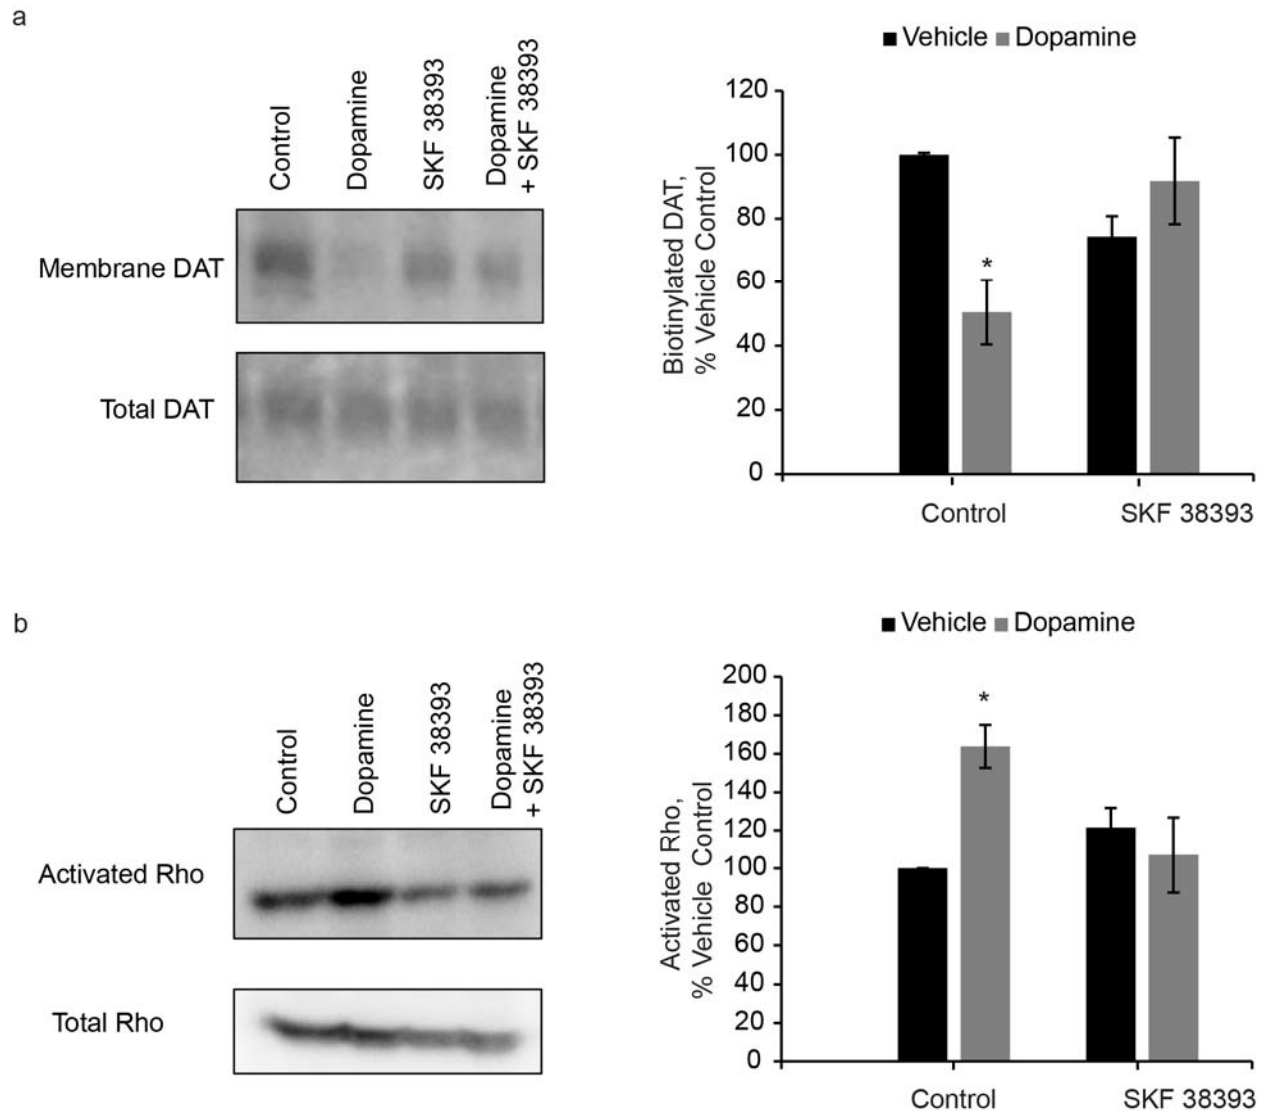 a
Control
Dopamine
SKF 38393
Dopamine
+ SKF 38393
Membrane DAT
Total DAT
Vehicle Dopamine
Biotinylated DAT,
% Vehicle Control
120
100
80
60
40
20
0
*
Control SKF 38393
b
Control
Dopamine
SKF 38393
Dopamine
+ SKF 38393
Activated Rho
Total Rho
Vehicle Dopamine
Activated Rho,
% Vehicle Control
200
180
160
140
120
100
80
60
40
20
0
*
Control SKF 38393